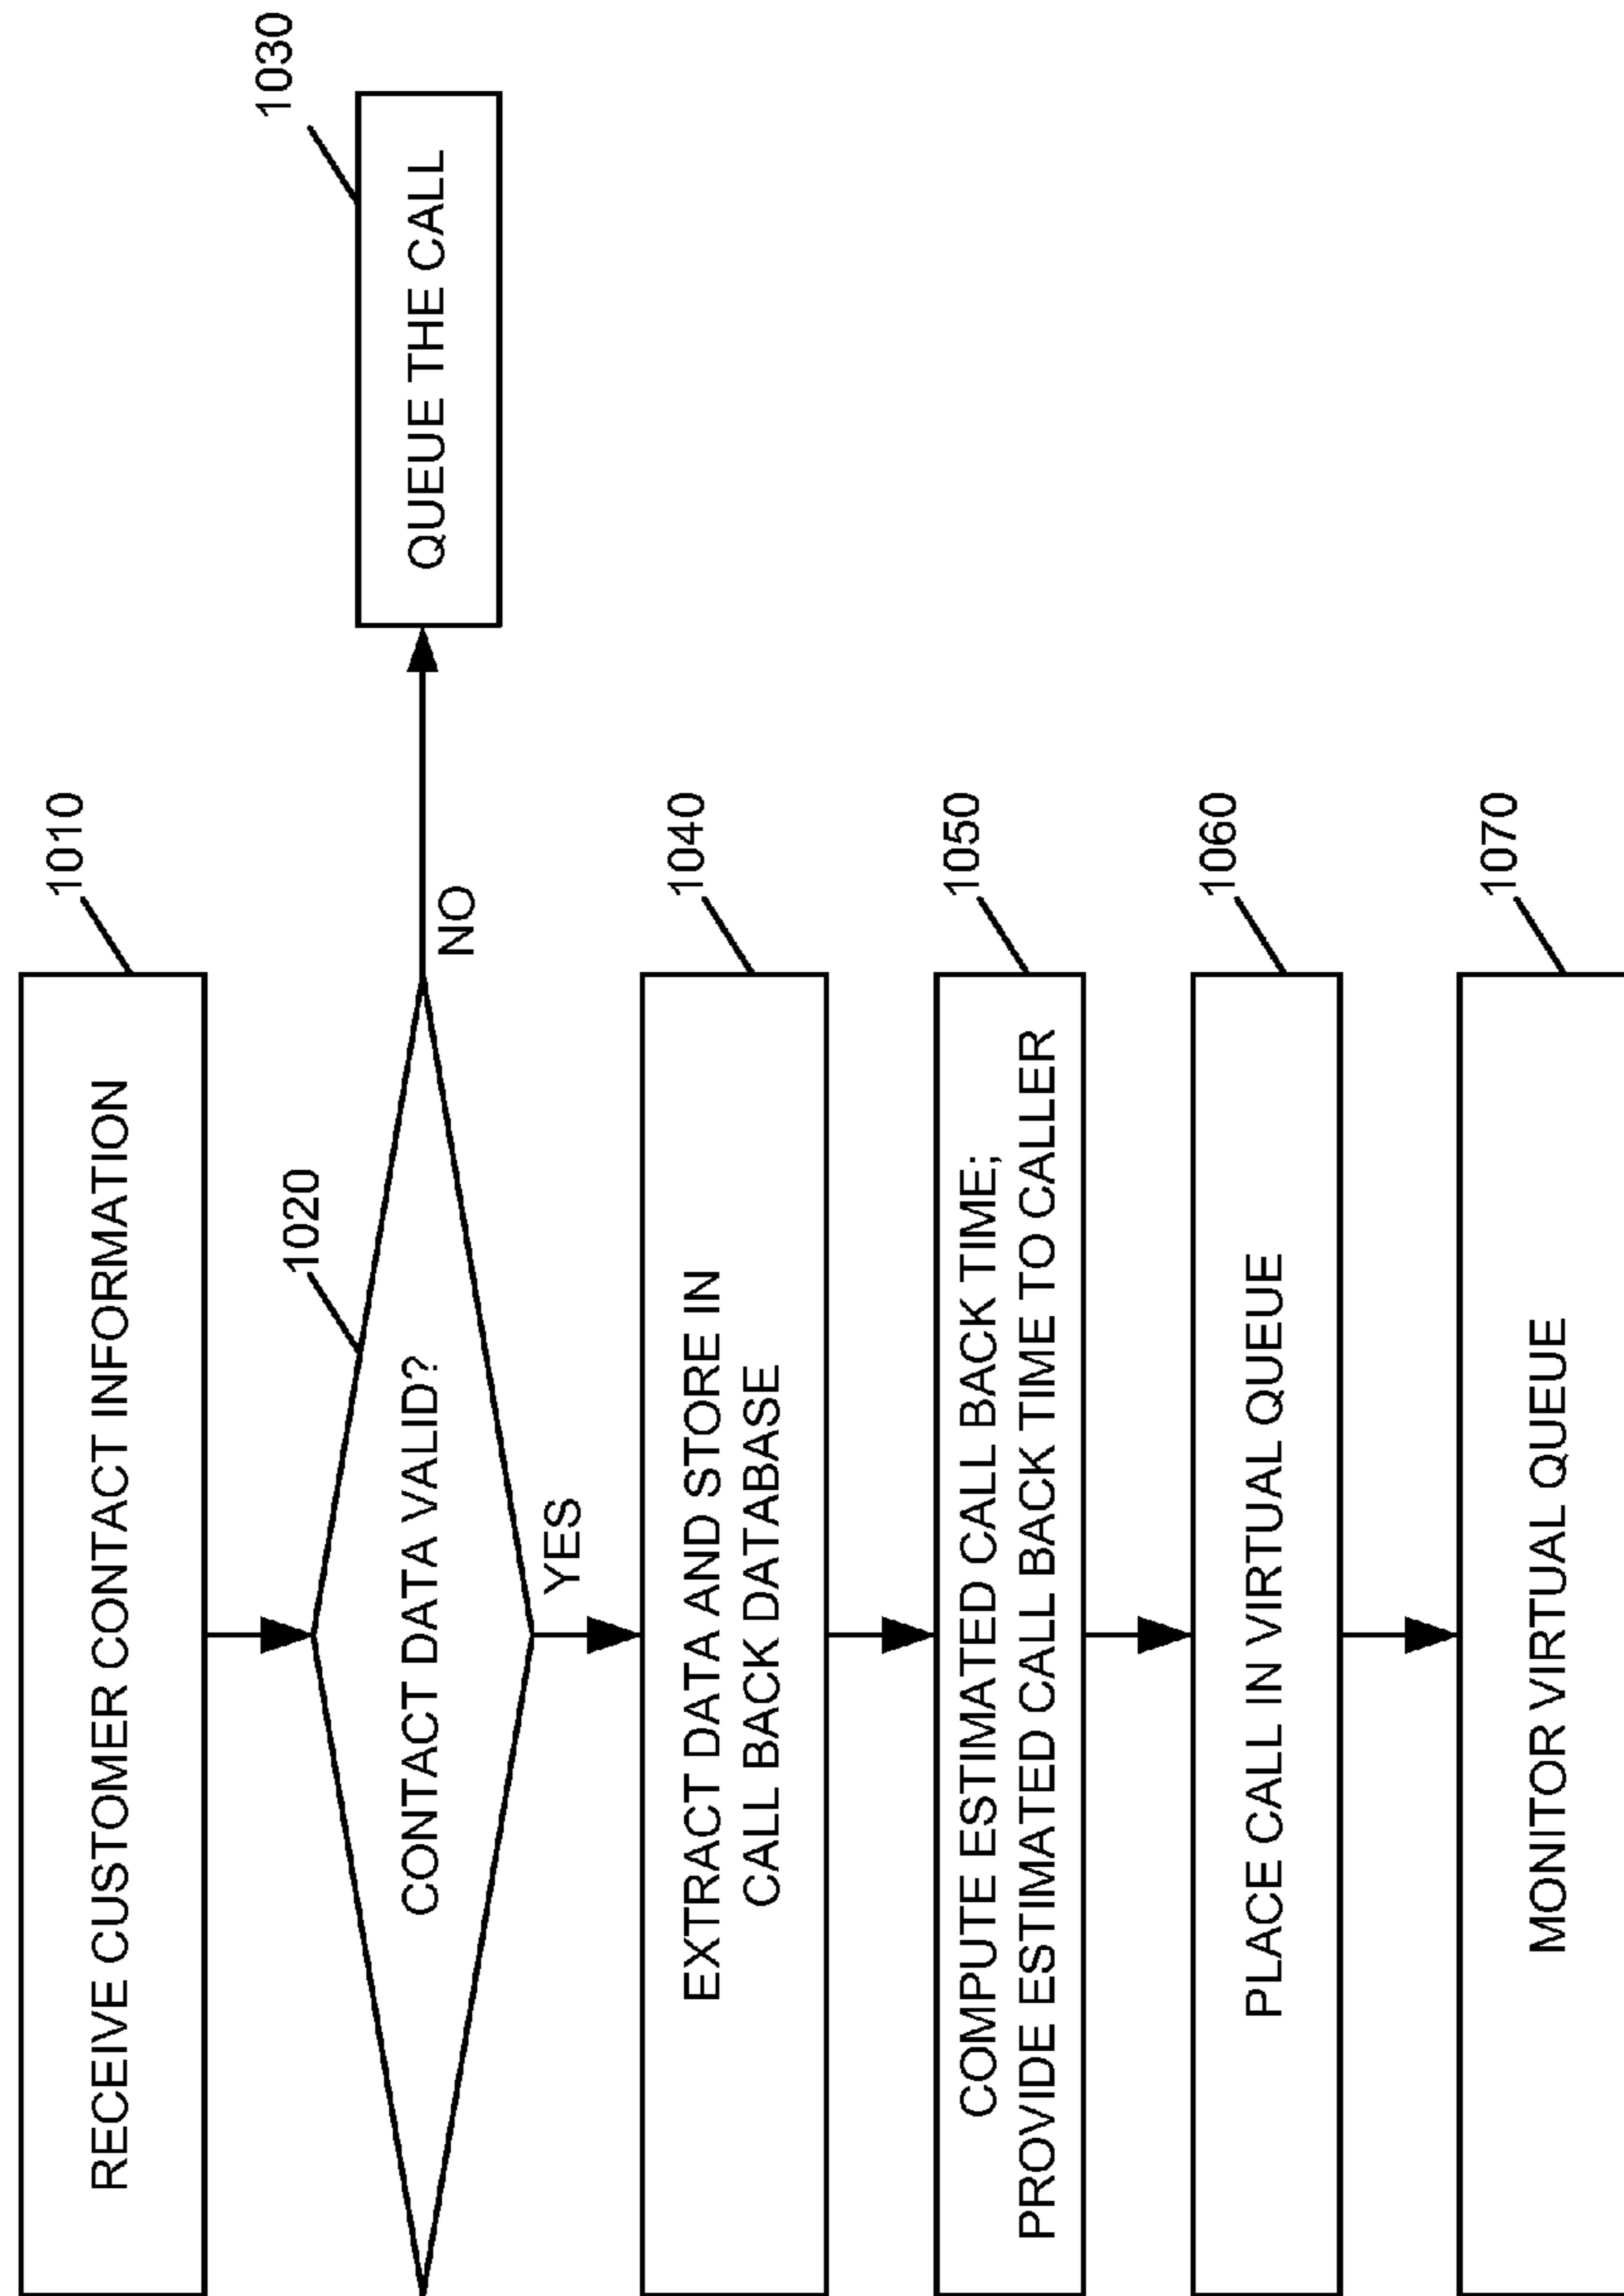 1010
RECEIVE CUSTOMER CONTACT INFORMATION
1020
CONTACT DATA VALID?
NO
1030
QUEUE THE CALL
YES
1040
EXTRACT DATA AND STORE IN
CALL BACK DATABASE
1050
COMPUTE ESTIMATED CALL BACK TIME;
PROVIDE ESTIMATED CALL BACK TIME TO CALLER
1060
PLACE CALL IN VIRTUAL QUEUE
1070
MONITOR VIRTUAL QUEUE